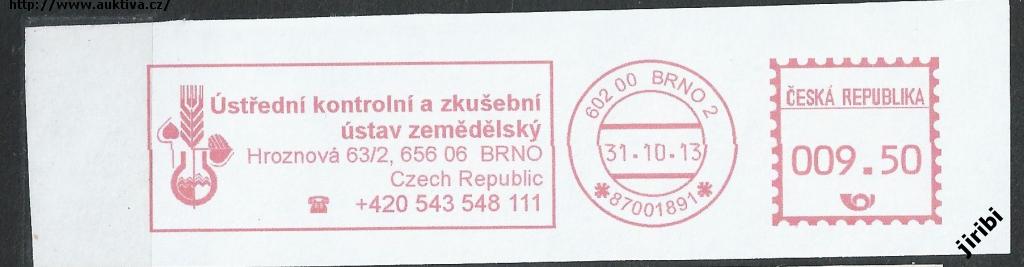 http://www.auktiva.cz/
Ústřední kontrolní a zkušební
ústav zemědělský
Hroznová 63/2, 656 06 BRNO
Czech Republic
☎ +420 543 548 111
602 00 BRNO 2
31.10.13
*87001891*
ČESKÁ REPUBLIKA
009.50
jiribi